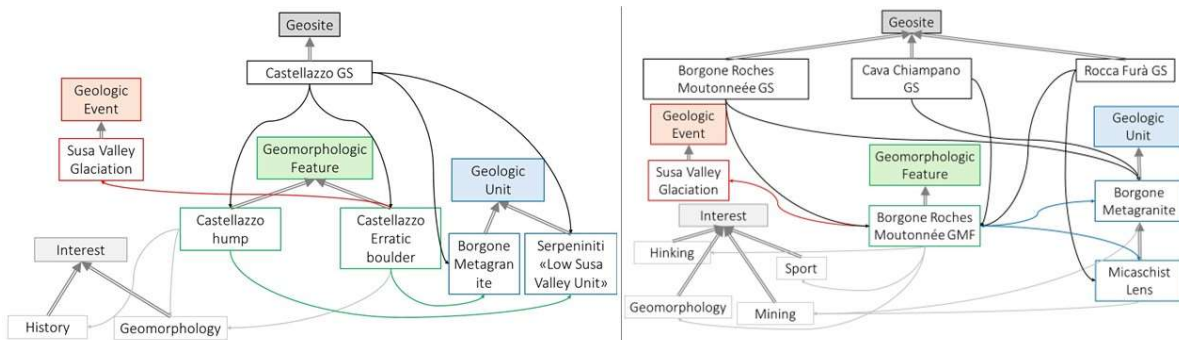 Geosite
Castellazzo GS
Geologic
Event
Susa Valley
Glaciation
Geomorphologic
Feature
Geologic
Unit
Castellazzo
hump
Castellazzo
Erratic
boulder
Borgone
Metagran
ite
Serpeniniti
«Low Susa
Valley Unit»
Interest
History
Geomorphology
Geosite
Borgone Roches
Moutonneée GS
Cava Chiampano
GS
Rocca Furà GS
Geologic
Event
Susa Valley
Glaciation
Geomorphologic
Feature
Geologic
Unit
Borgone Roches
Moutonnée GMF
Borgone
Metagranite
Interest
Hinking
Sport
Micaschist
Lens
Geomorphology
Mining